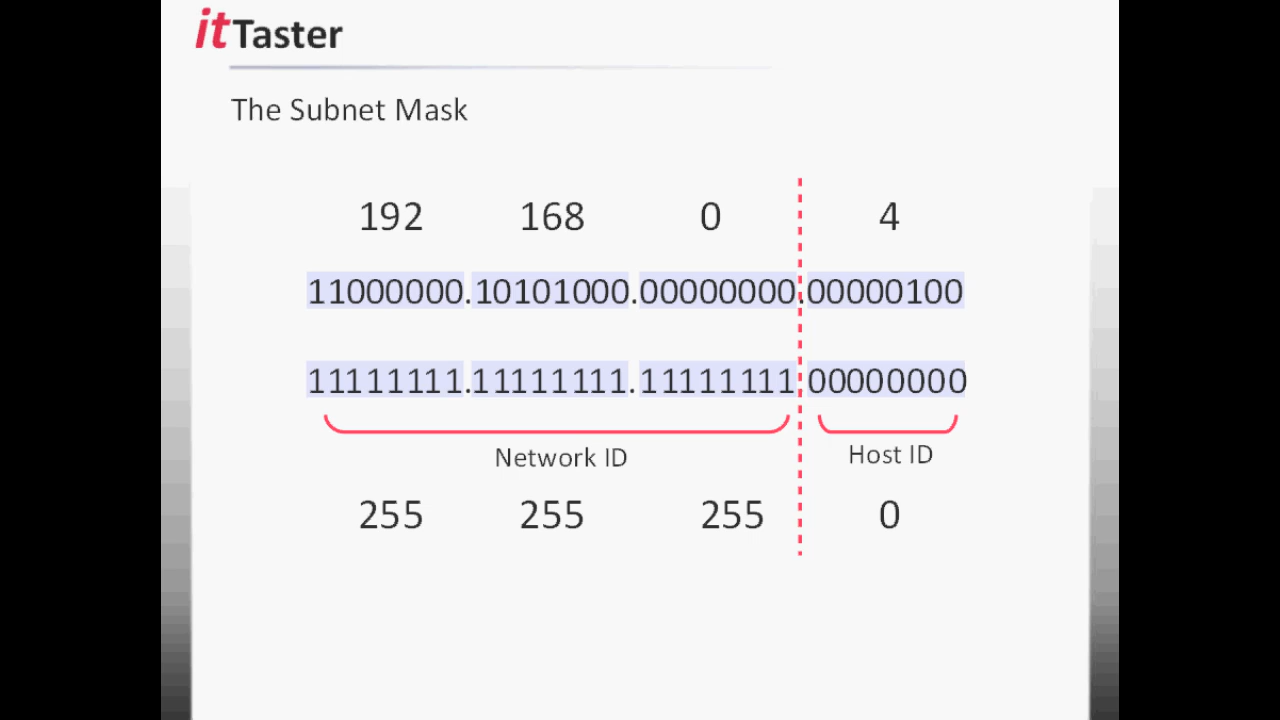 itTaster
The Subnet Mask
192 168 0 4
11000000.10101000.00000000.00000100
11111111.11111111.11111111.00000000
Network ID Host ID
255 255 255 0